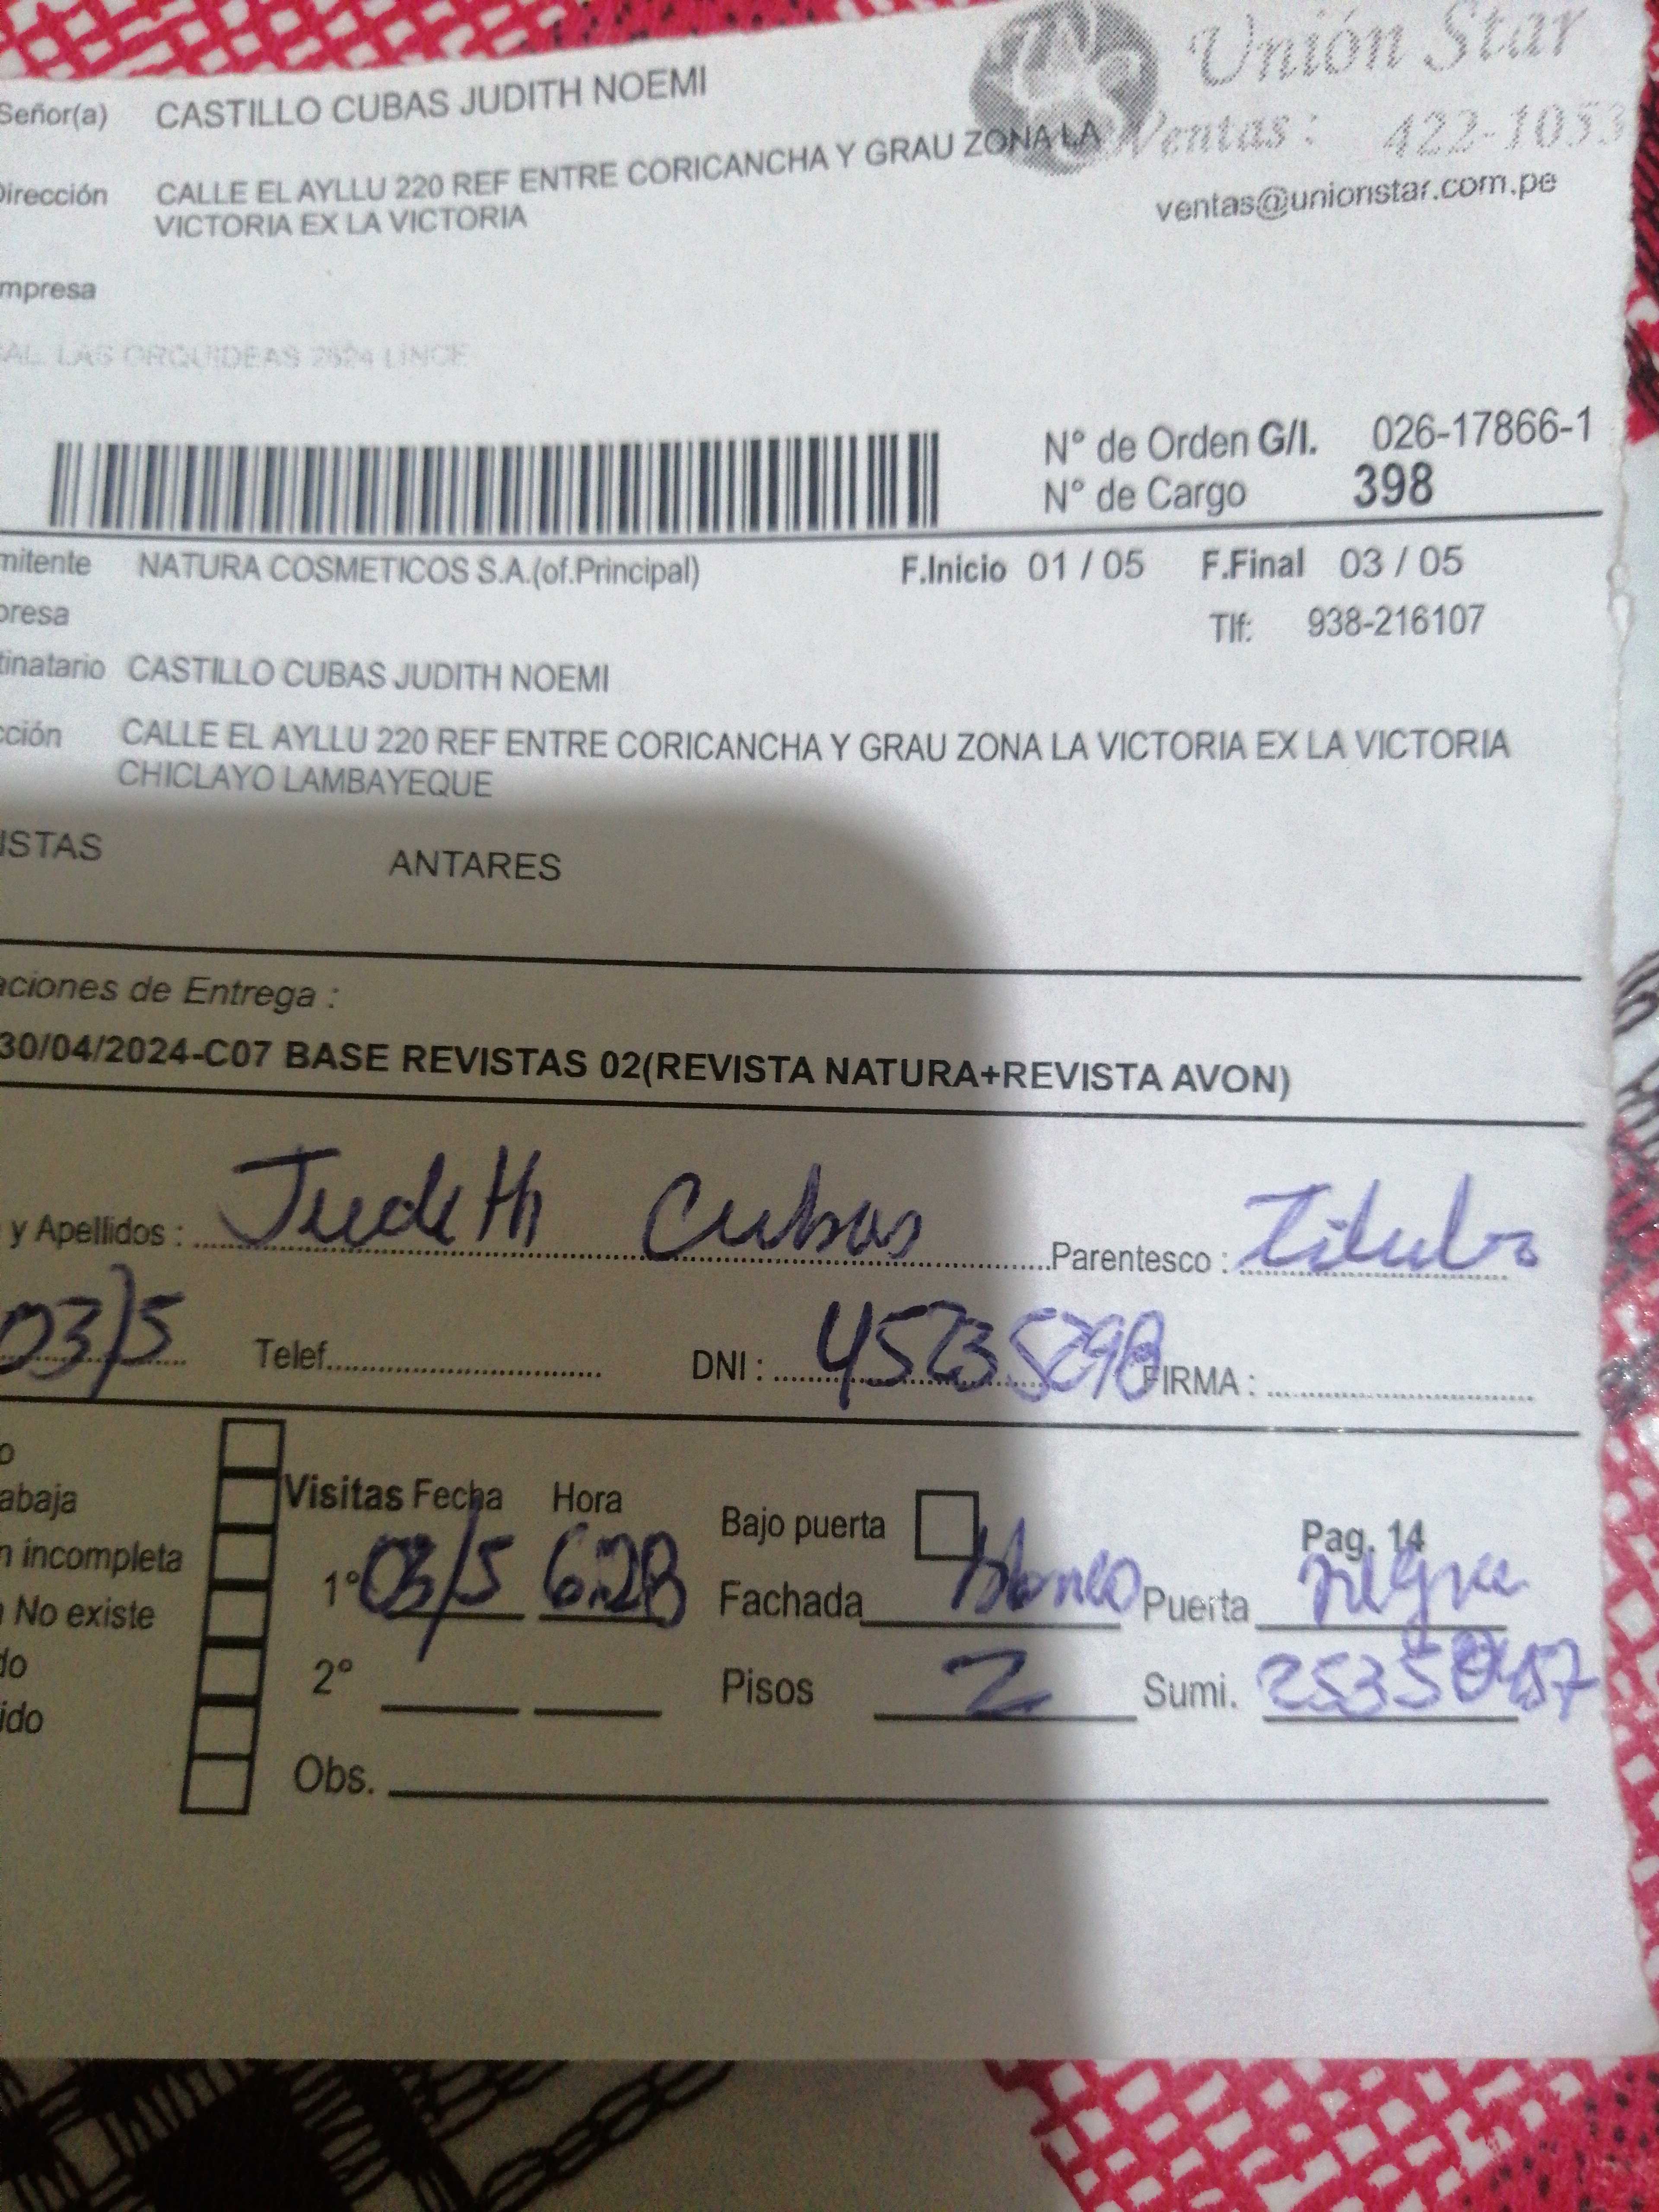 Unión Star
Señor(a) CASTILLO CUBAS JUDITH NOEMI
Ventas: 422-1053
Dirección CALLE EL AYLLU 220 REF ENTRE CORICANCHA Y GRAU ZONA LA
VICTORIA EX LA VICTORIA
ventas@unionstar.com.pe
mpresa
AL. LAS ORQUIDEAS 2624 LINCE
N° de Orden G/I. 026-17866-1
N° de Cargo 398
mitente NATURA COSMETICOS S.A.(of.Principal) F.Inicio 01 / 05 F.Final 03 / 05
presa Tlf: 938-216107
tinatario CASTILLO CUBAS JUDITH NOEMI
cción CALLE EL AYLLU 220 REF ENTRE CORICANCHA Y GRAU ZONA LA VICTORIA EX LA VICTORIA
CHICLAYO LAMBAYEQUE
ISTAS ANTARES
aciones de Entrega :
30/04/2024-C07 BASE REVISTAS 02(REVISTA NATURA+REVISTA AVON)
y Apellidos : Judith Cubas Parentesco : Titular
03/5 Telef. DNI : FIRMA :
o
abaja Visitas Fecha Hora Bajo puerta Pag. 14
n incompleta 1° 03/5 6:28 Fachada blanco Puerta negra
No existe
do 2° Pisos 2 Sumi.
ido
Obs.